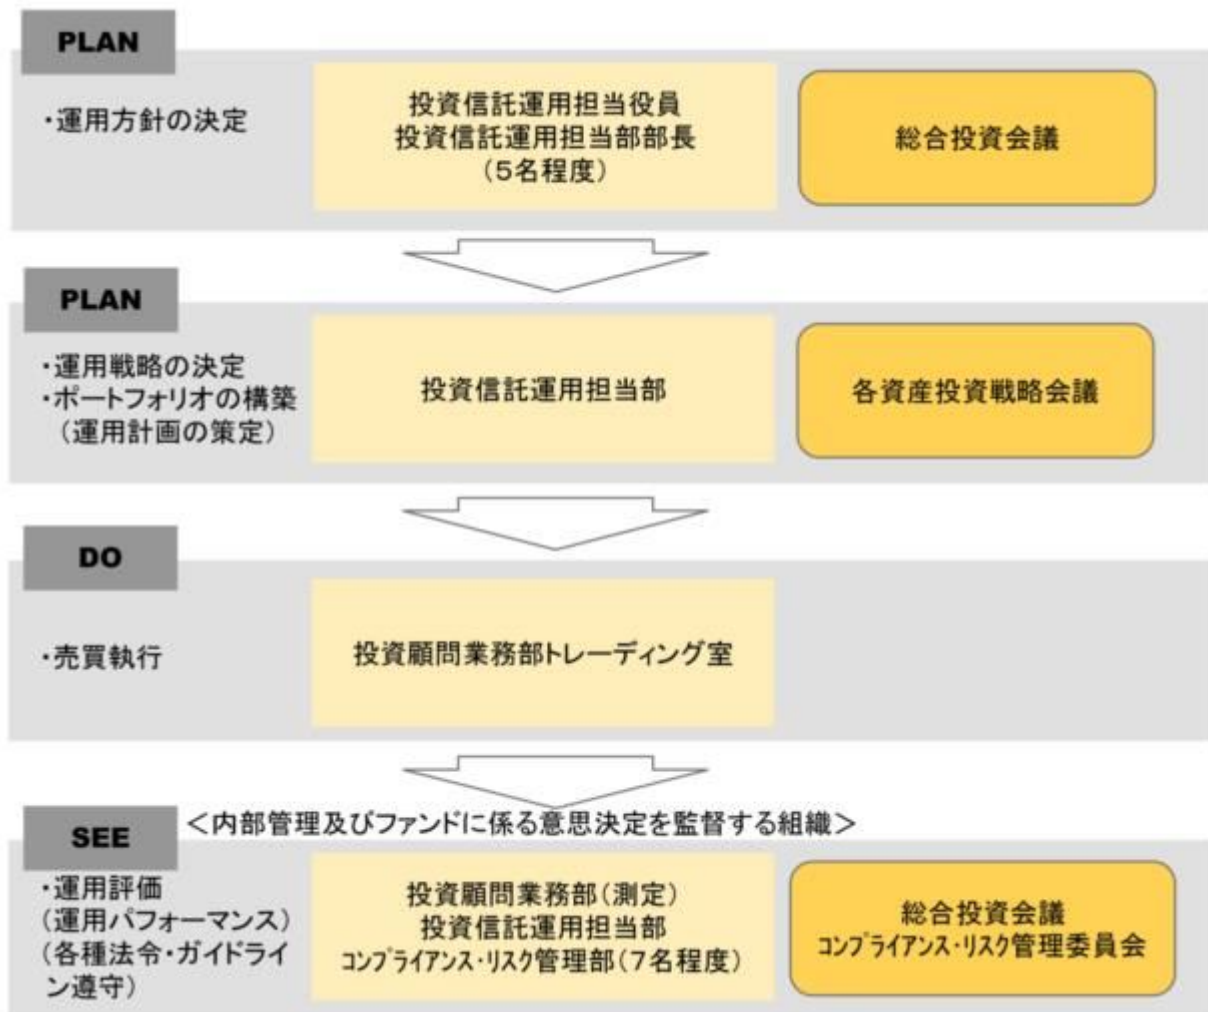 PLAN
・運用方針の決定
投資信託運用担当役員
投資信託運用担当部部長
(5名程度)
総合投資会議
PLAN
・運用戦略の決定
・ポートフォリオの構築
(運用計画の策定)
投資信託運用担当部
各資産投資戦略会議
DO
・売買執行
投資顧問業務部トレーディング室
SEE
<内部管理及びファンドに係る意思決定を監督する組織>
・運用評価
(運用パフォーマンス)
(各種法令・ガイドライ
ン遵守)
投資顧問業務部(測定)
投資信託運用担当部
コンプライアンス・リスク管理部(7名程度)
総合投資会議
コンプライアンス・リスク管理委員会